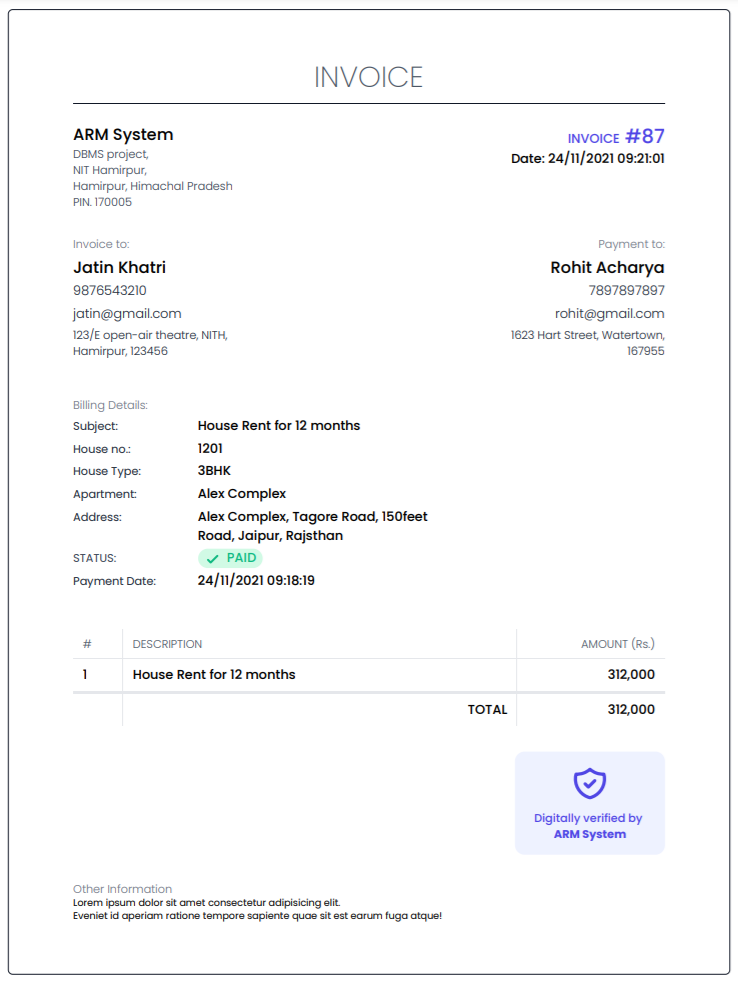 INVOICE
ARM System
DBMS project,
NIT Hamirpur,
Hamirpur, Himachal Pradesh
PIN. 170005
INVOICE #87
Date: 24/11/2021 09:21:01
Invoice to:
Jatin Khatri
9876543210
jatin@gmail.com
123/E open-air theatre, NITH,
Hamirpur, 123456
Payment to:
Rohit Acharya
7897897897
rohit@gmail.com
1623 Hart Street, Watertown,
167955
Billing Details:
Subject: House Rent for 12 months
House no.: 1201
House Type: 3BHK
Apartment: Alex Complex
Address: Alex Complex, Tagore Road, 150feet
Road, Jaipur, Rajsthan
STATUS: PAID
Payment Date: 24/11/2021 09:18:19
# DESCRIPTION AMOUNT (Rs.)
1 House Rent for 12 months 312,000
TOTAL 312,000
Digitally verified by
ARM System
Other Information
Lorem ipsum dolor sit amet consectetur adipisicing elit.
Eveniet id aperiam ratione tempore sapiente quae sit est earum fuga atque!